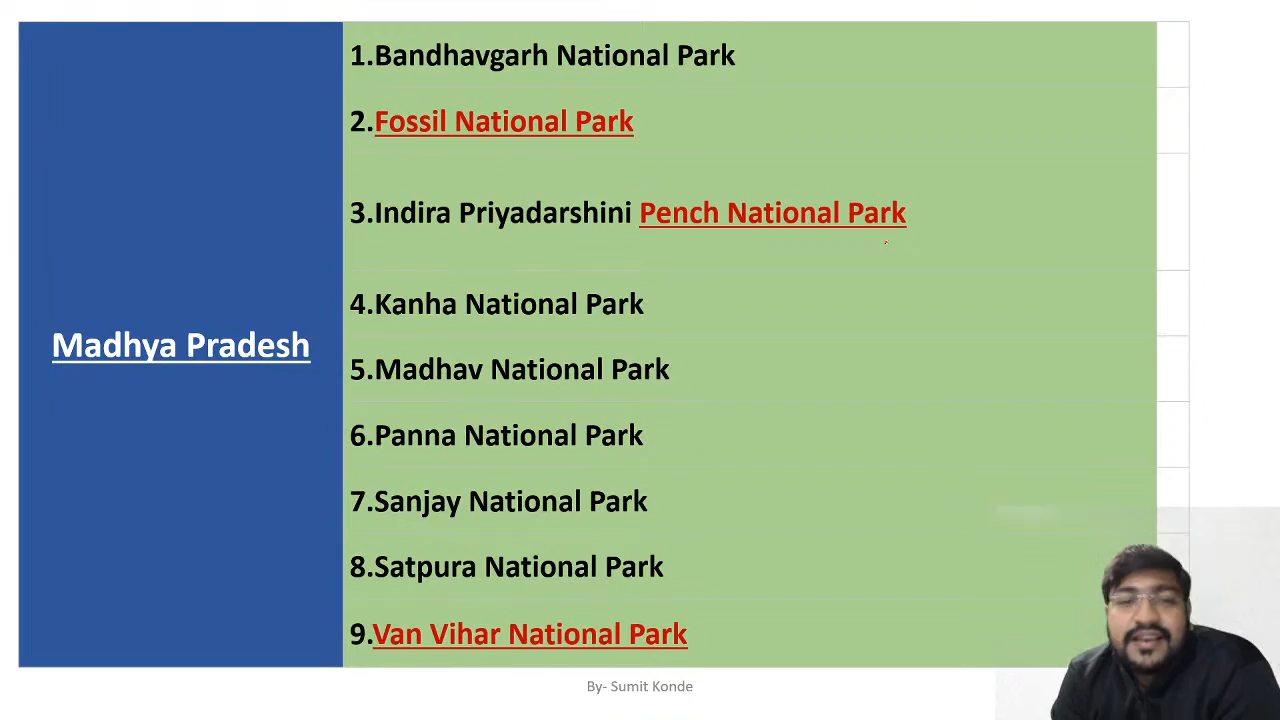 Madhya Pradesh
1.Bandhavgarh National Park
2.Fossil National Park
3.Indira Priyadarshini Pench National Park
4.Kanha National Park
5.Madhav National Park
6.Panna National Park
7.Sanjay National Park
8.Satpura National Park
9.Van Vihar National Park
By- Sumit Konde